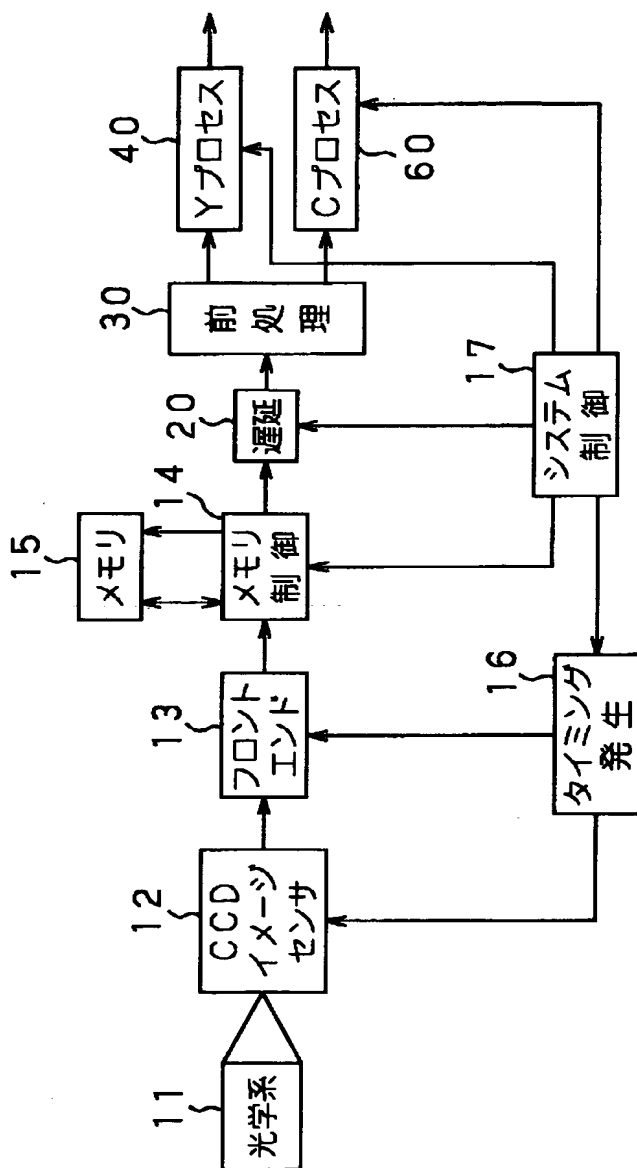 11
光学系
12
CCD
イメージ
センサ
13
フロント
エンド
15
メモリ
14
メモリ
制御
20
遅延
30
前処理
40
Yプロセス
Cプロセス
60
16
タイミング
発生
17
システム
制御